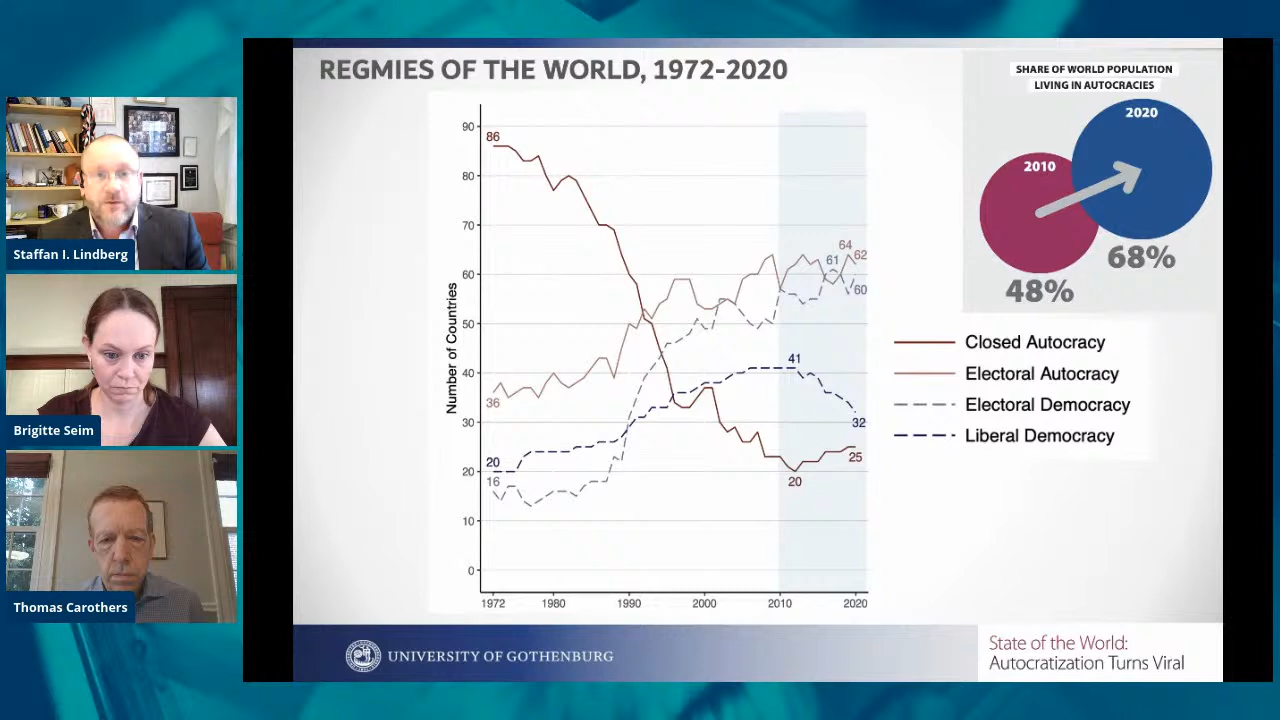 REGMIES OF THE WORLD, 1972-2020
SHARE OF WORLD POPULATION
LIVING IN AUTOCRACIES
2020
2010
68%
48%
Number of Countries
90
80
70
60
50
40
30
20
10
0
1972
1980
1990
2000
2010
2020
86
36
20
16
41
20
61
64
62
60
32
25
Closed Autocracy
Electoral Autocracy
Electoral Democracy
Liberal Democracy
Staffan I. Lindberg
Brigitte Seim
Thomas Carothers
UNIVERSITY OF GOTHENBURG
State of the World:
Autocratization Turns Viral